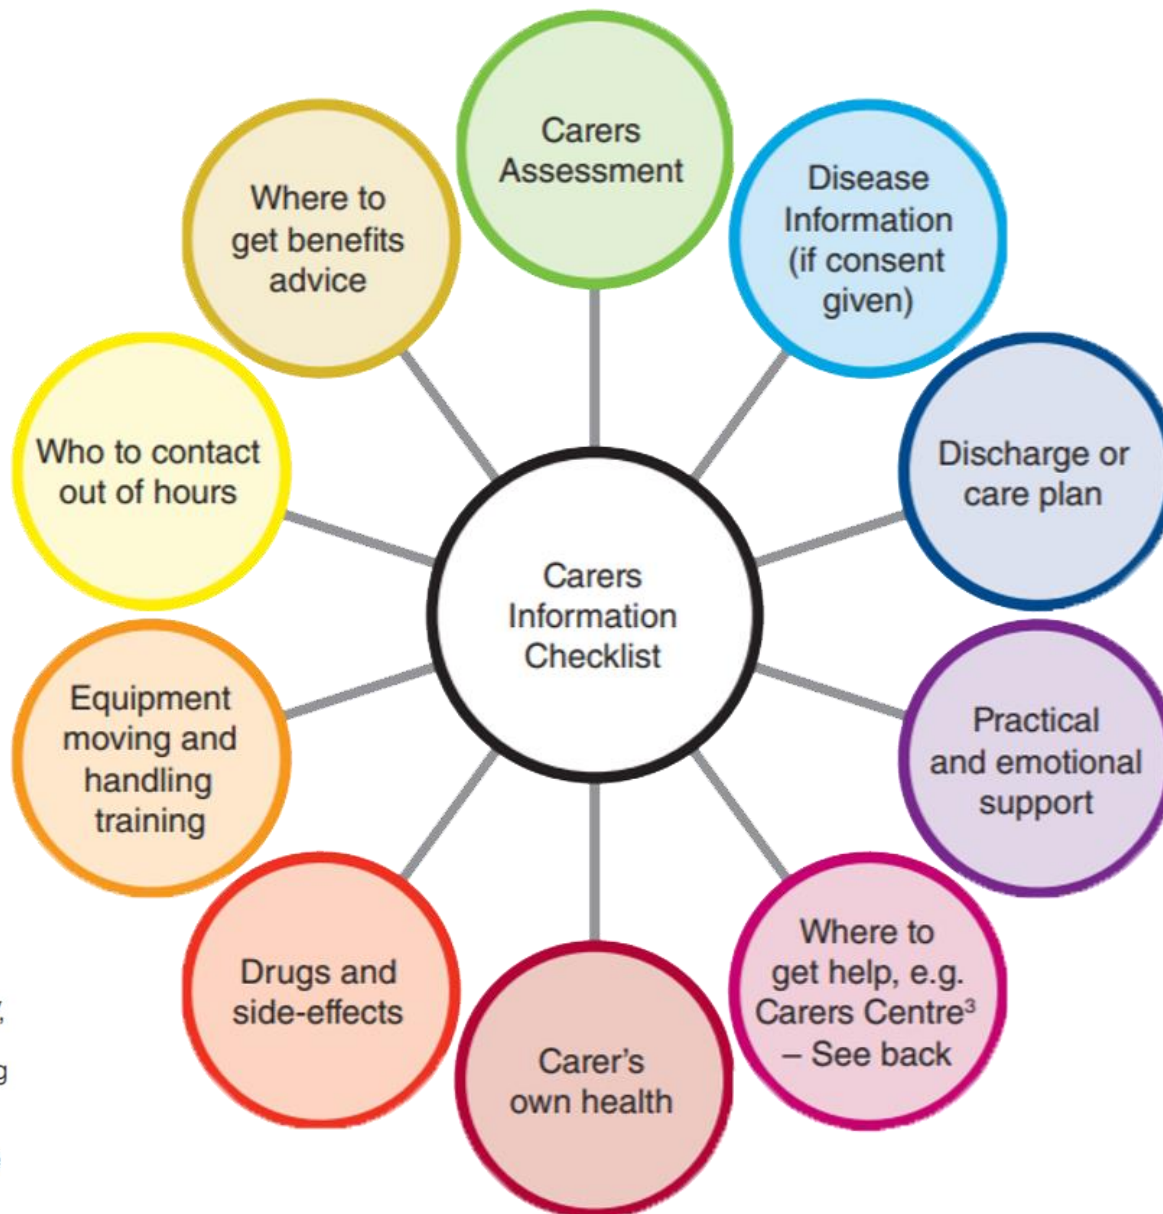 Carers
Assessment
Disease
Information
(if consent
given)
Discharge or
care plan
Practical
and emotional
support
Where to
get help, e.g.
Carers Centre³
– See back
Carer’s
own health
Drugs and
side-effects
Equipment
moving and
handling
training
Who to contact
out of hours
Where to
get benefits
advice
Carers
Information
Checklist